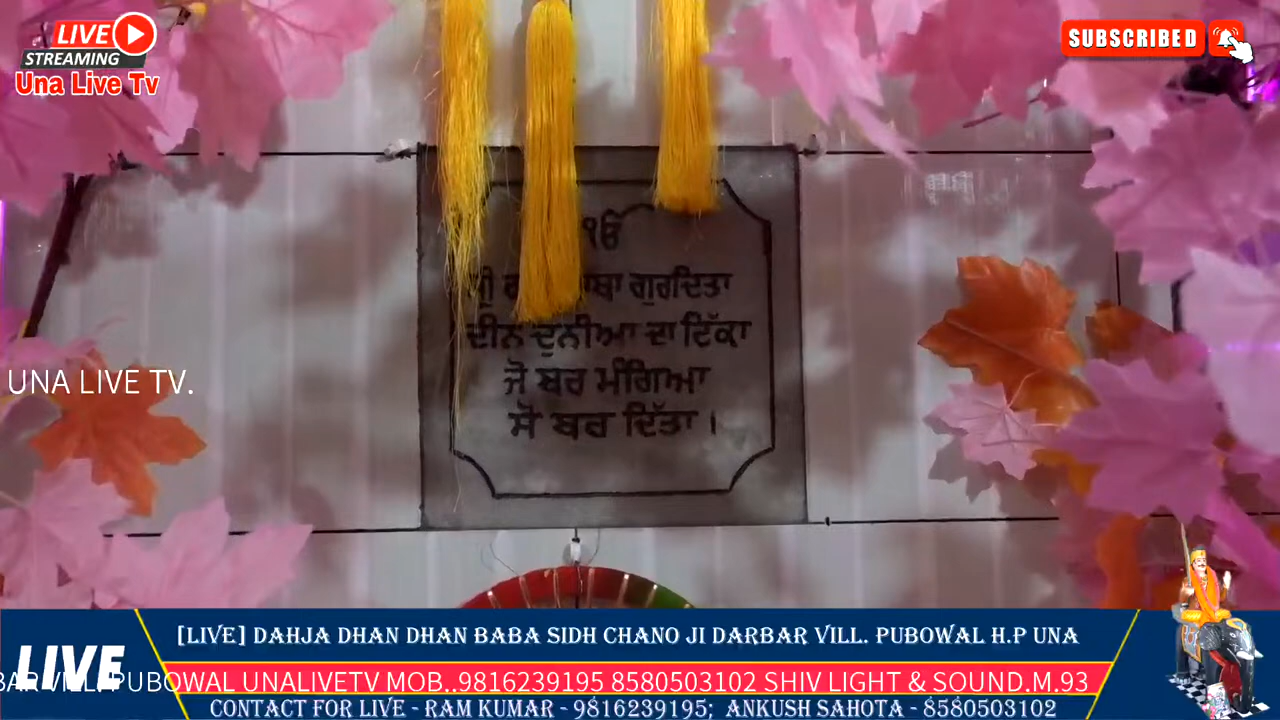 LIVE
STREAMING
Una Live Tv
SUBSCRIBED
ੴ
ਬਾਬਾ ਗੁਰਦਿਤਾ
ਦੀਨ ਦੁਨੀਆ ਦਾ ਟਿੱਕਾ
ਜੋ ਬਰ ਮੰਗਿਆ
ਸੋ ਬਰ ਦਿੱਤਾ ।
UNA LIVE TV.
[LIVE] DAHJA DHAN DHAN BABA SIDH CHANO JI DARBAR VILL. PUBOWAL H.P UNA
LIVE
PUBOWAL UNALIVETV MOB..9816239195 8580503102 SHIV LIGHT & SOUND.M.93
CONTACT FOR LIVE - RAM KUMAR - 9816239195; ANKUSH SAHOTA - 8580503102